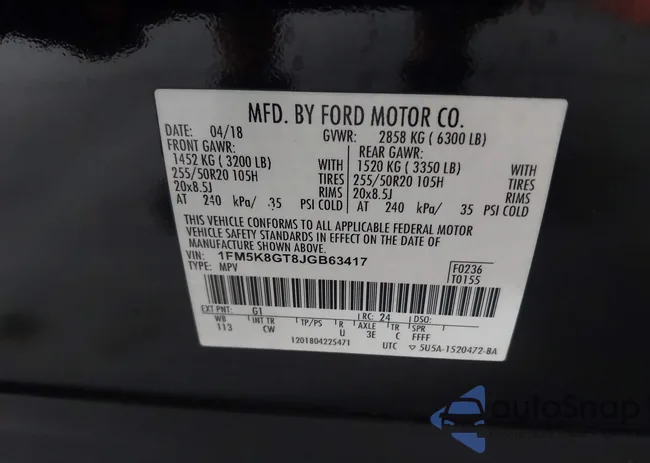 MFD. BY FORD MOTOR CO.
DATE: 04/18 GVWR: 2858 KG ( 6300 LB)
FRONT GAWR: REAR GAWR:
1452 KG ( 3200 LB) WITH 1520 KG ( 3350 LB) WITH
255/50R20 105H TIRES 255/50R20 105H TIRES
20x8.5J RIMS 20x8.5J RIMS
AT 240 kPa/ 35 PSI COLD AT 240 kPa/ 35 PSI COLD
THIS VEHICLE CONFORMS TO ALL APPLICABLE FEDERAL MOTOR
VEHICLE SAFETY STANDARDS IN EFFECT ON THE DATE OF
MANUFACTURE SHOWN ABOVE.
VIN: 1FM5K8GT8JGB63417
TYPE: MPV
F0236
T0155
EXT PNT: G1 RC: 24 DSO:
WB INT TR TP/PS R AXLE TR SPR
113 CW U 3E C FFFF
1201804225471 UTC ▽ 5U5A-1520472-BA
autoSnap